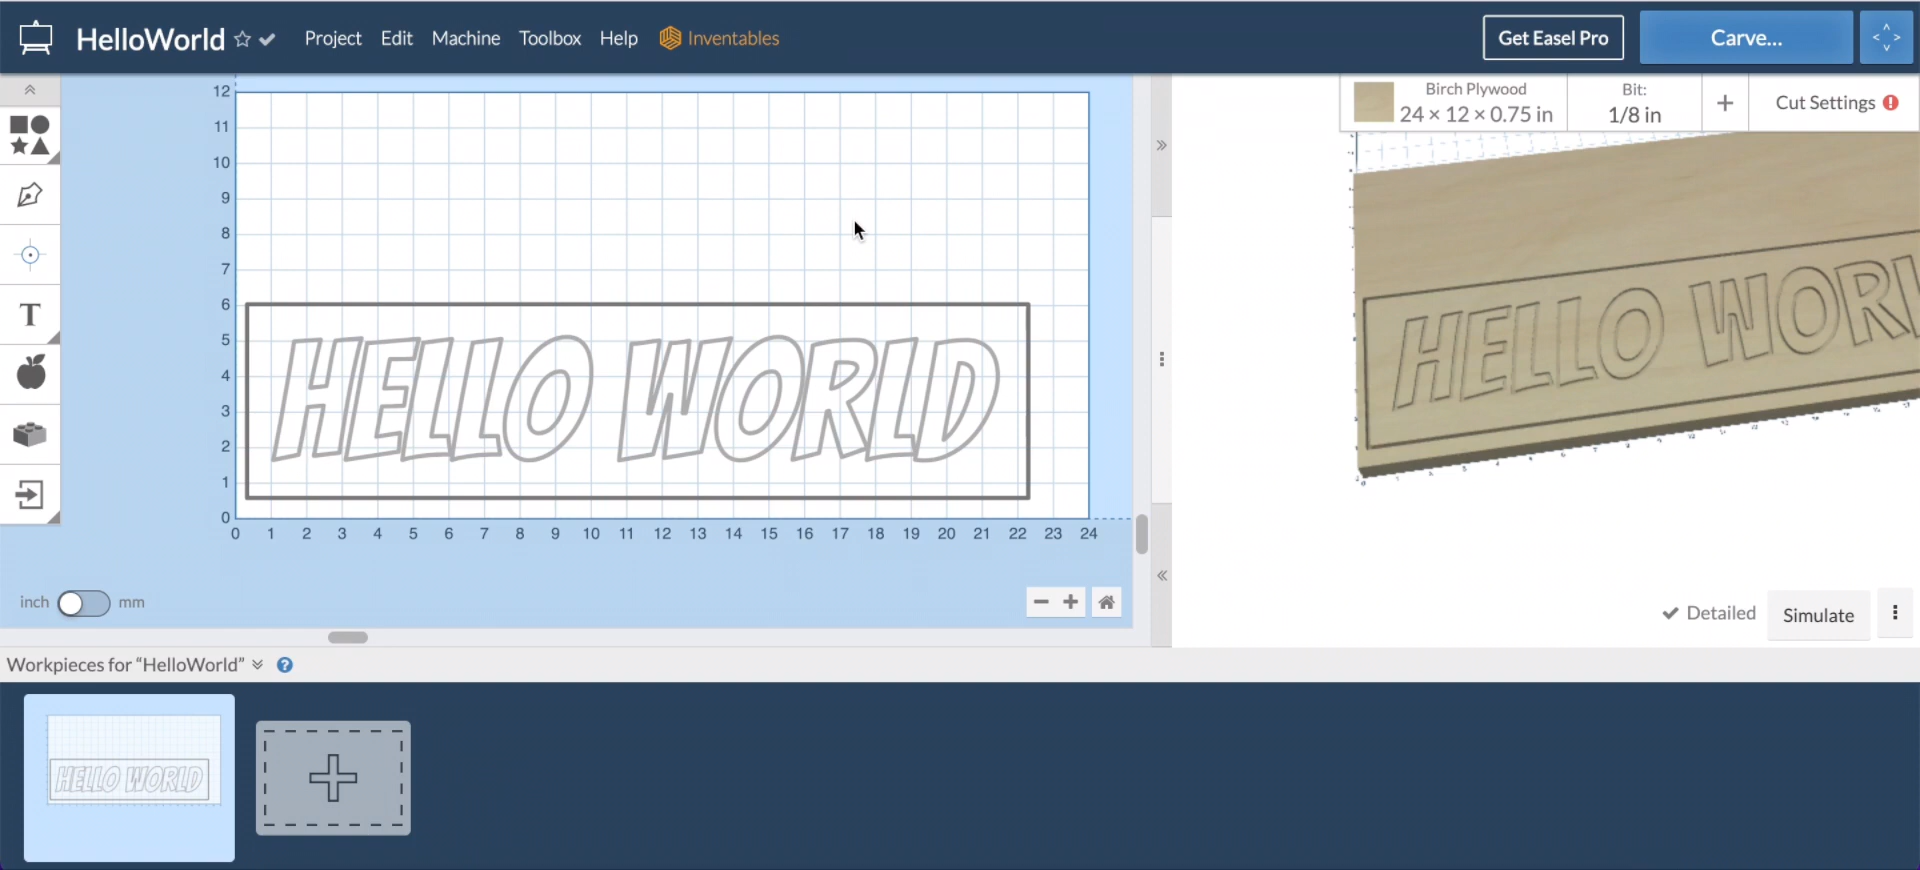 HelloWorld Project Edit Machine Toolbox Help Inventables Get Easel Pro Carve...
Birch Plywood
24 × 12 × 0.75 in
Bit:
1/8 in
Cut Settings
T
12
11
10
9
8
7
6
5
4
3
2
1
0
HELLO WORLD
0 1 2 3 4 5 6 7 8 9 10 11 12 13 14 15 16 17 18 19 20 21 22 23 24
HELLO WORL
inch mm
Detailed Simulate
Workpieces for “HelloWorld” ?
HELLO WORLD